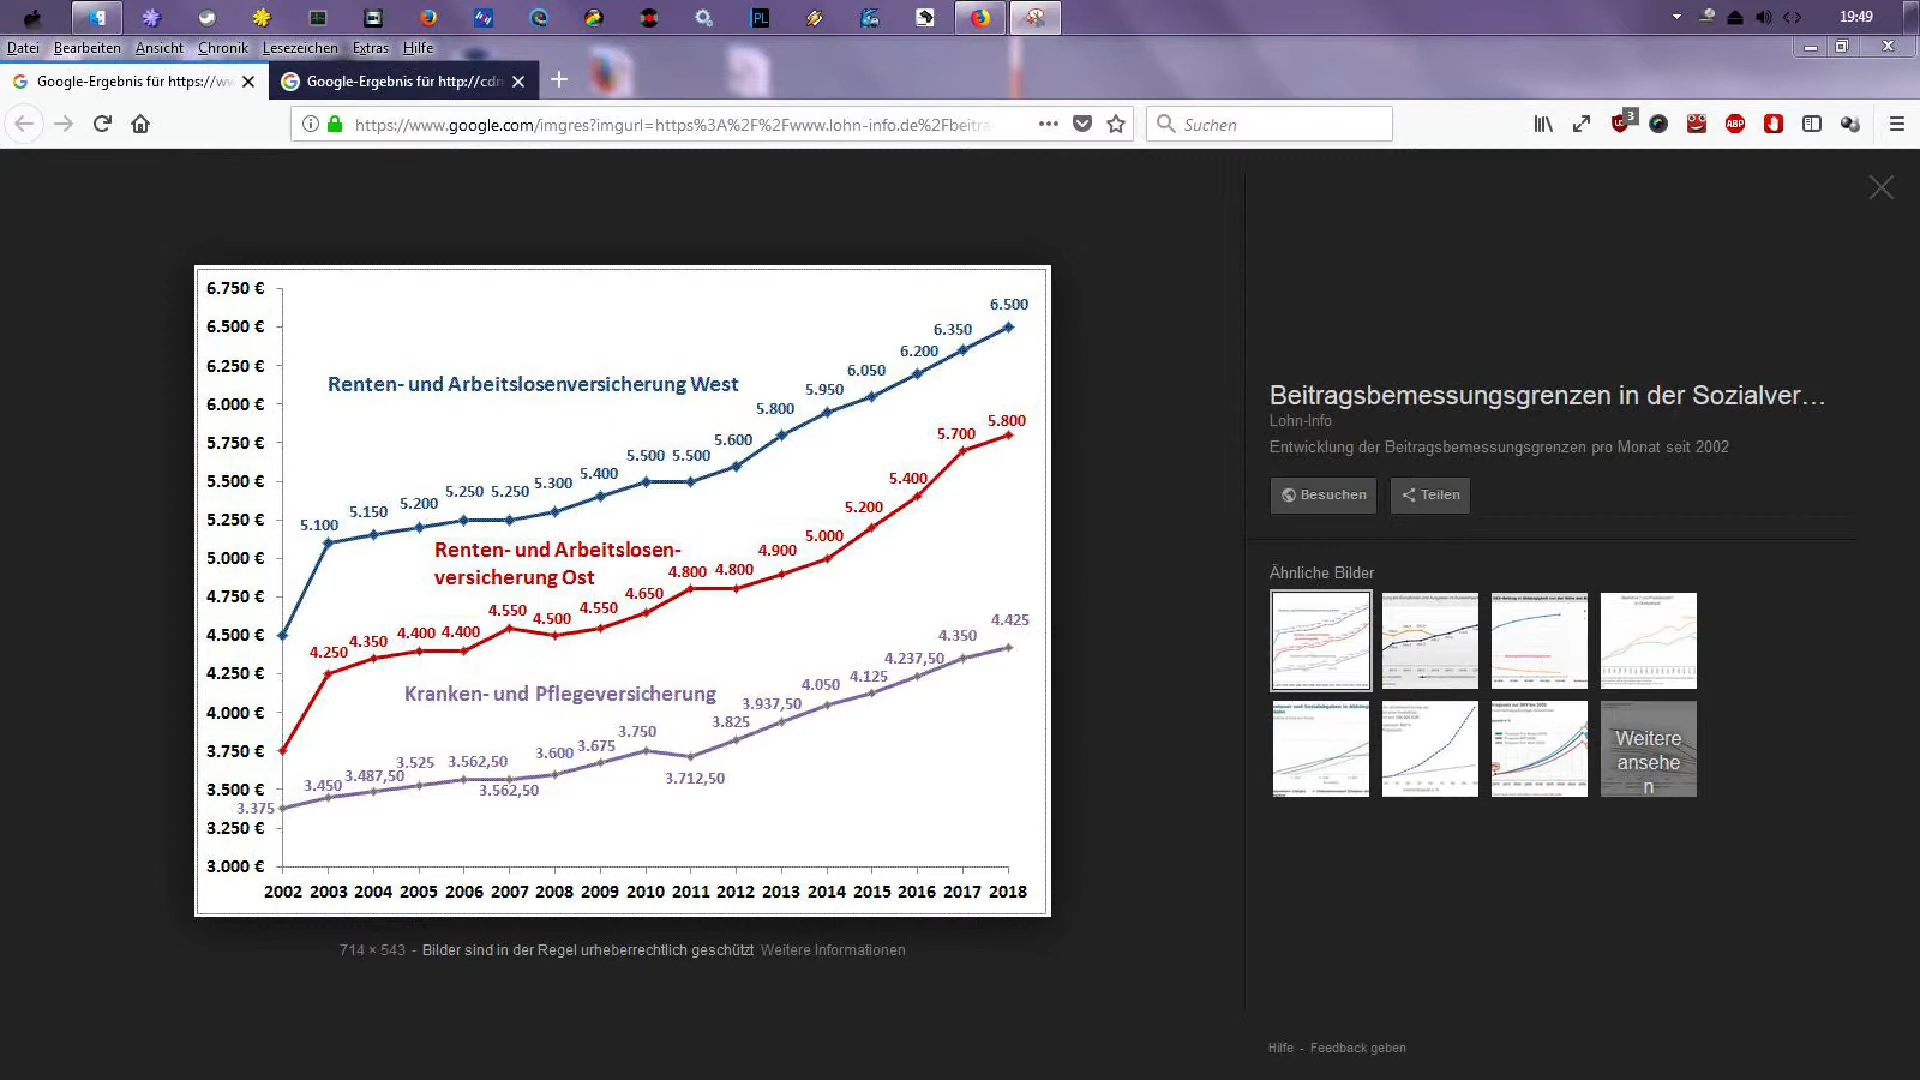 19:49
Datei Bearbeiten Ansicht Chronik Lesezeichen Extras Hilfe
Google-Ergebnis für https://ww
Google-Ergebnis für http://cdn
https://www.google.com/imgres?imgurl=https%3A%2F%2Fwww.lohn-info.de%2Fbeitra
Suchen
3
ABP
PL
6.750 €
6.500 €
6.250 €
6.000 €
5.750 €
5.500 €
5.250 €
5.000 €
4.750 €
4.500 €
4.250 €
4.000 €
3.750 €
3.500 €
3.250 €
3.000 €
Renten- und Arbeitslosenversicherung West
5.100 5.150 5.200 5.250 5.250 5.300 5.400 5.500 5.500 5.600 5.800 5.950 6.050 6.200 6.350 6.500
Renten- und Arbeitslosen-
versicherung Ost
4.250 4.350 4.400 4.400 4.550 4.500 4.550 4.650 4.800 4.800 4.900 5.000 5.200 5.400 5.700 5.800
Kranken- und Pflegeversicherung
3.375 3.450 3.487,50 3.525 3.562,50 3.562,50 3.600 3.675 3.750 3.712,50 3.825 3.937,50 4.050 4.125 4.237,50 4.350 4.425
2002 2003 2004 2005 2006 2007 2008 2009 2010 2011 2012 2013 2014 2015 2016 2017 2018
714 × 543 - Bilder sind in der Regel urheberrechtlich geschützt Weitere Informationen
Beitragsbemessungsgrenzen in der Sozialver...
Lohn-Info
Entwicklung der Beitragsbemessungsgrenzen pro Monat seit 2002
Besuchen
Teilen
Ähnliche Bilder
Weitere
ansehe
n
Hilfe - Feedback geben